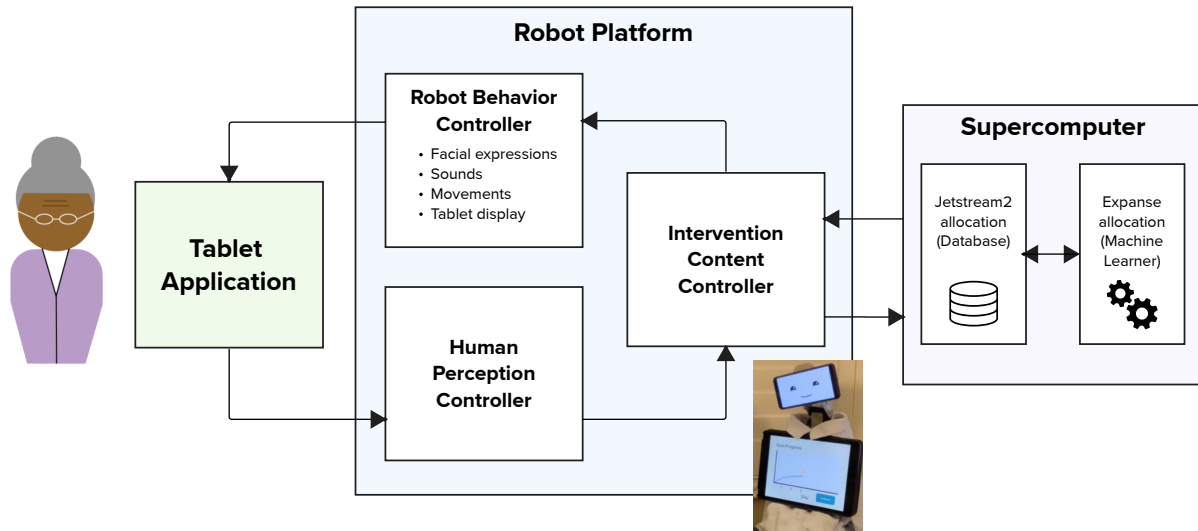 Robot Platform
Robot Behavior
Controller
• Facial expressions
• Sounds
• Movements
• Tablet display
Tablet
Application
Human
Perception
Controller
Intervention
Content
Controller
Supercomputer
Jetstream2
allocation
(Database)
Expanse
allocation
(Machine
Learner)
Day